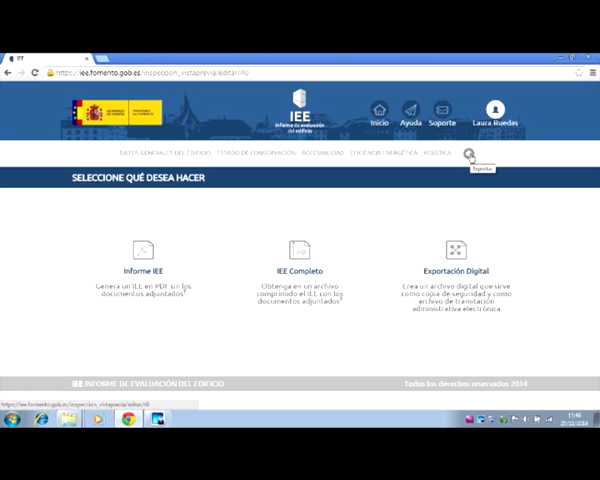 IEE
https://iee.fomento.gob.es/inspeccion_vistaprevia/editar/40
IEE
Informe de evaluación
del edificio
Inicio
Ayuda
Soporte
Laura Ruedas
DATOS GENERALES DEL EDIFICIO
ESTADO DE CONSERVACIÓN
ACCESIBILIDAD
EFICIENCIA ENERGÉTICA
ACÚSTICA
Exportar
SELECCIONE QUÉ DESEA HACER
Informe IEE
Genera un IEE en PDF sin los
documentos adjuntados
IEE Completo
Obtenga en un archivo
comprimido el IEE con los
documentos adjuntados
Exportación Digital
Crea un archivo digital que sirve
como copia de seguridad y como
archivo de tramitación
administrativa electrónica
IEE INFORME DE EVALUACIÓN DEL EDIFICIO
Todos los derechos reservados 2014
https://iee.fomento.gob.es/inspeccion_vistaprevia/editar/40